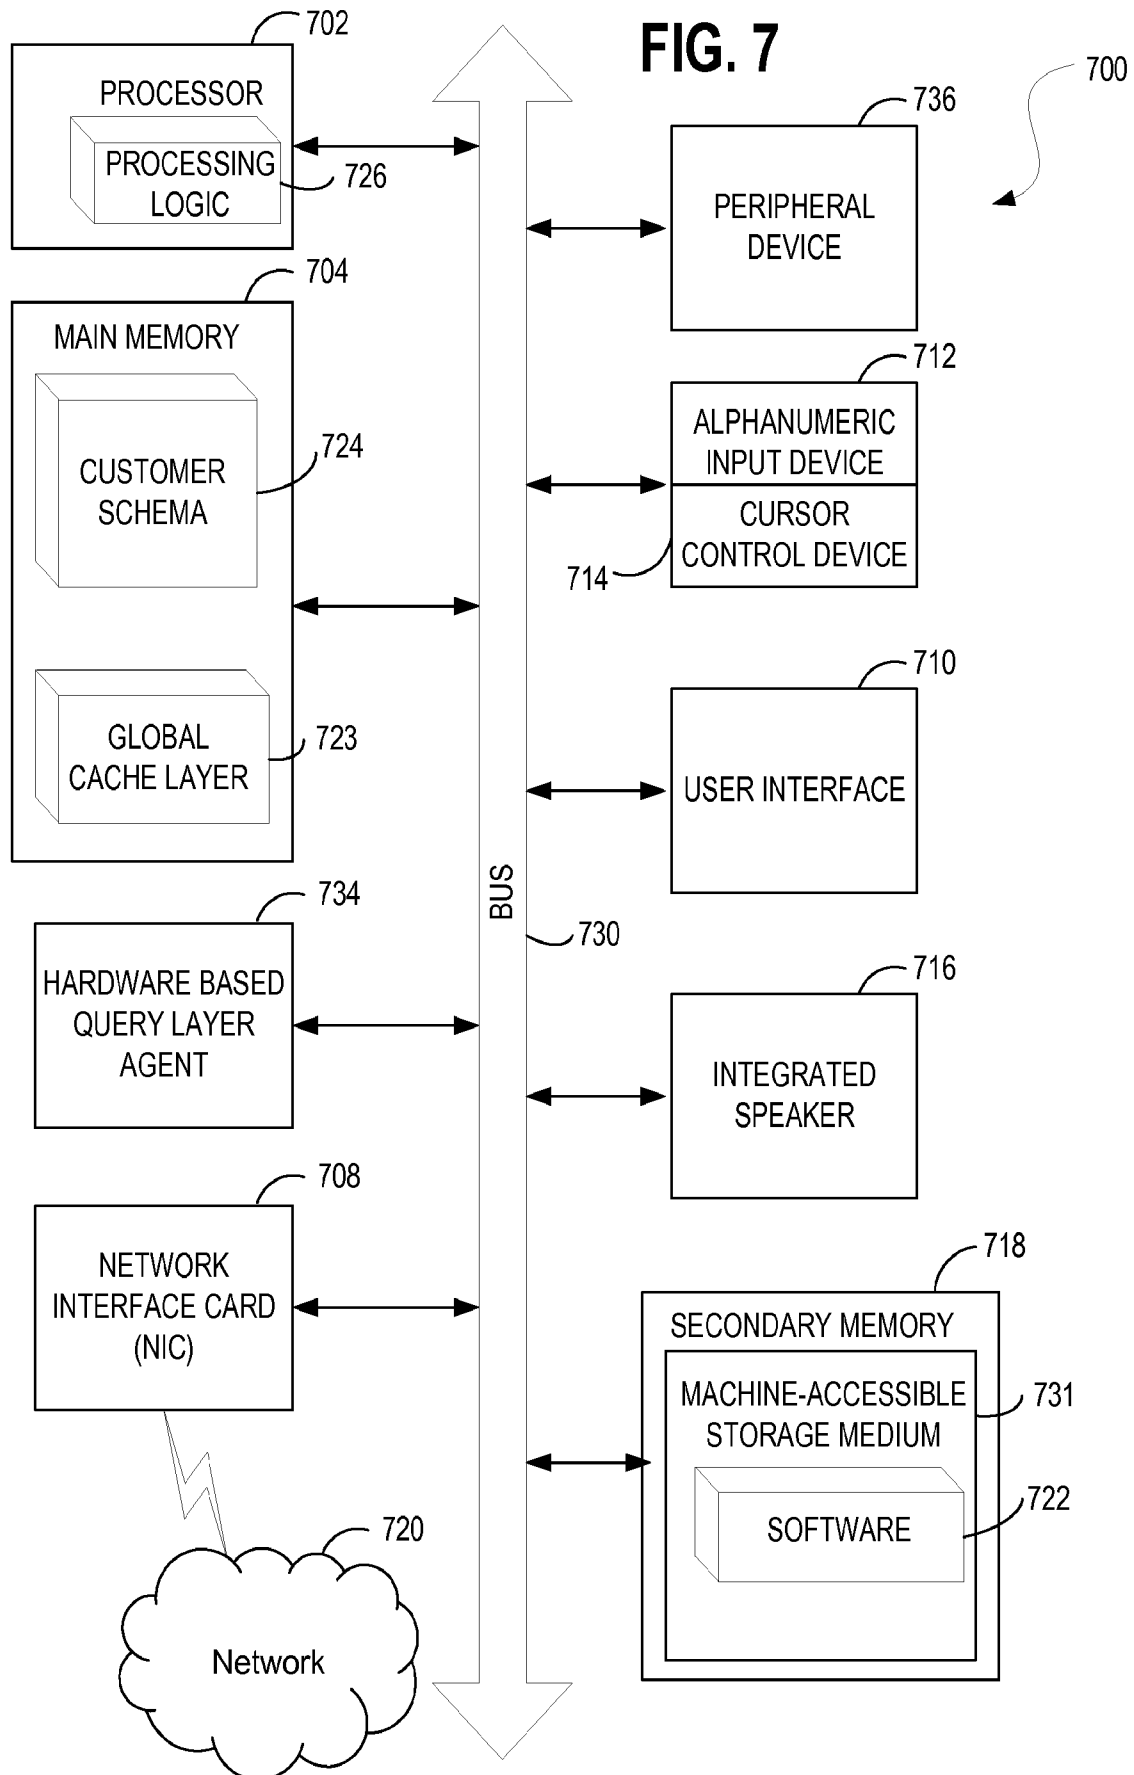 FIG. 7
700
702
PROCESSOR
PROCESSING
LOGIC
726
704
MAIN MEMORY
CUSTOMER
SCHEMA
724
GLOBAL
CACHE LAYER
723
734
HARDWARE BASED
QUERY LAYER
AGENT
708
NETWORK
INTERFACE CARD
(NIC)
720
Network
BUS
730
736
PERIPHERAL
DEVICE
712
ALPHANUMERIC
INPUT DEVICE
CURSOR
CONTROL DEVICE
714
710
USER INTERFACE
716
INTEGRATED
SPEAKER
718
SECONDARY MEMORY
MACHINE-ACCESSIBLE
STORAGE MEDIUM
731
SOFTWARE
722